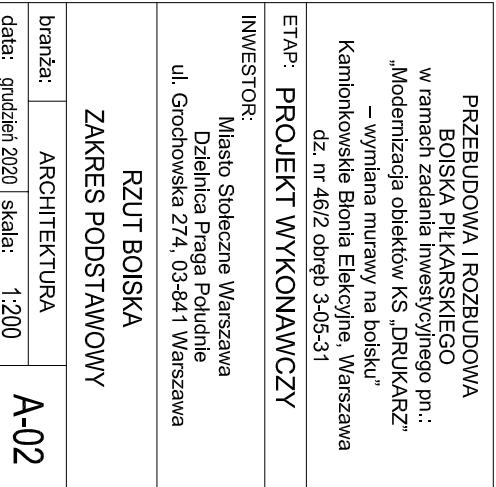 PRZEBUDOWA I ROZBUDOWA
BOISKA PIŁKARSKIEGO
w ramach zadania inwestycyjnego pn.:
„Modernizacja obiektów KS „DRUKARZ”
– wymiana murawy na boisku”
Kamionkowskie Błonia Elekcyjne, Warszawa
dz. nr 46/2 obręb 3-05-31
ETAP: PROJEKT WYKONAWCZY
INWESTOR:
Miasto Stołeczne Warszawa
Dzielnica Praga Południe
ul. Grochowska 274, 03-841 Warszawa
RZUT BOISKA
ZAKRES PODSTAWOWY
branża: ARCHITEKTURA
data: grudzień 2020 skala: 1:200
A-02